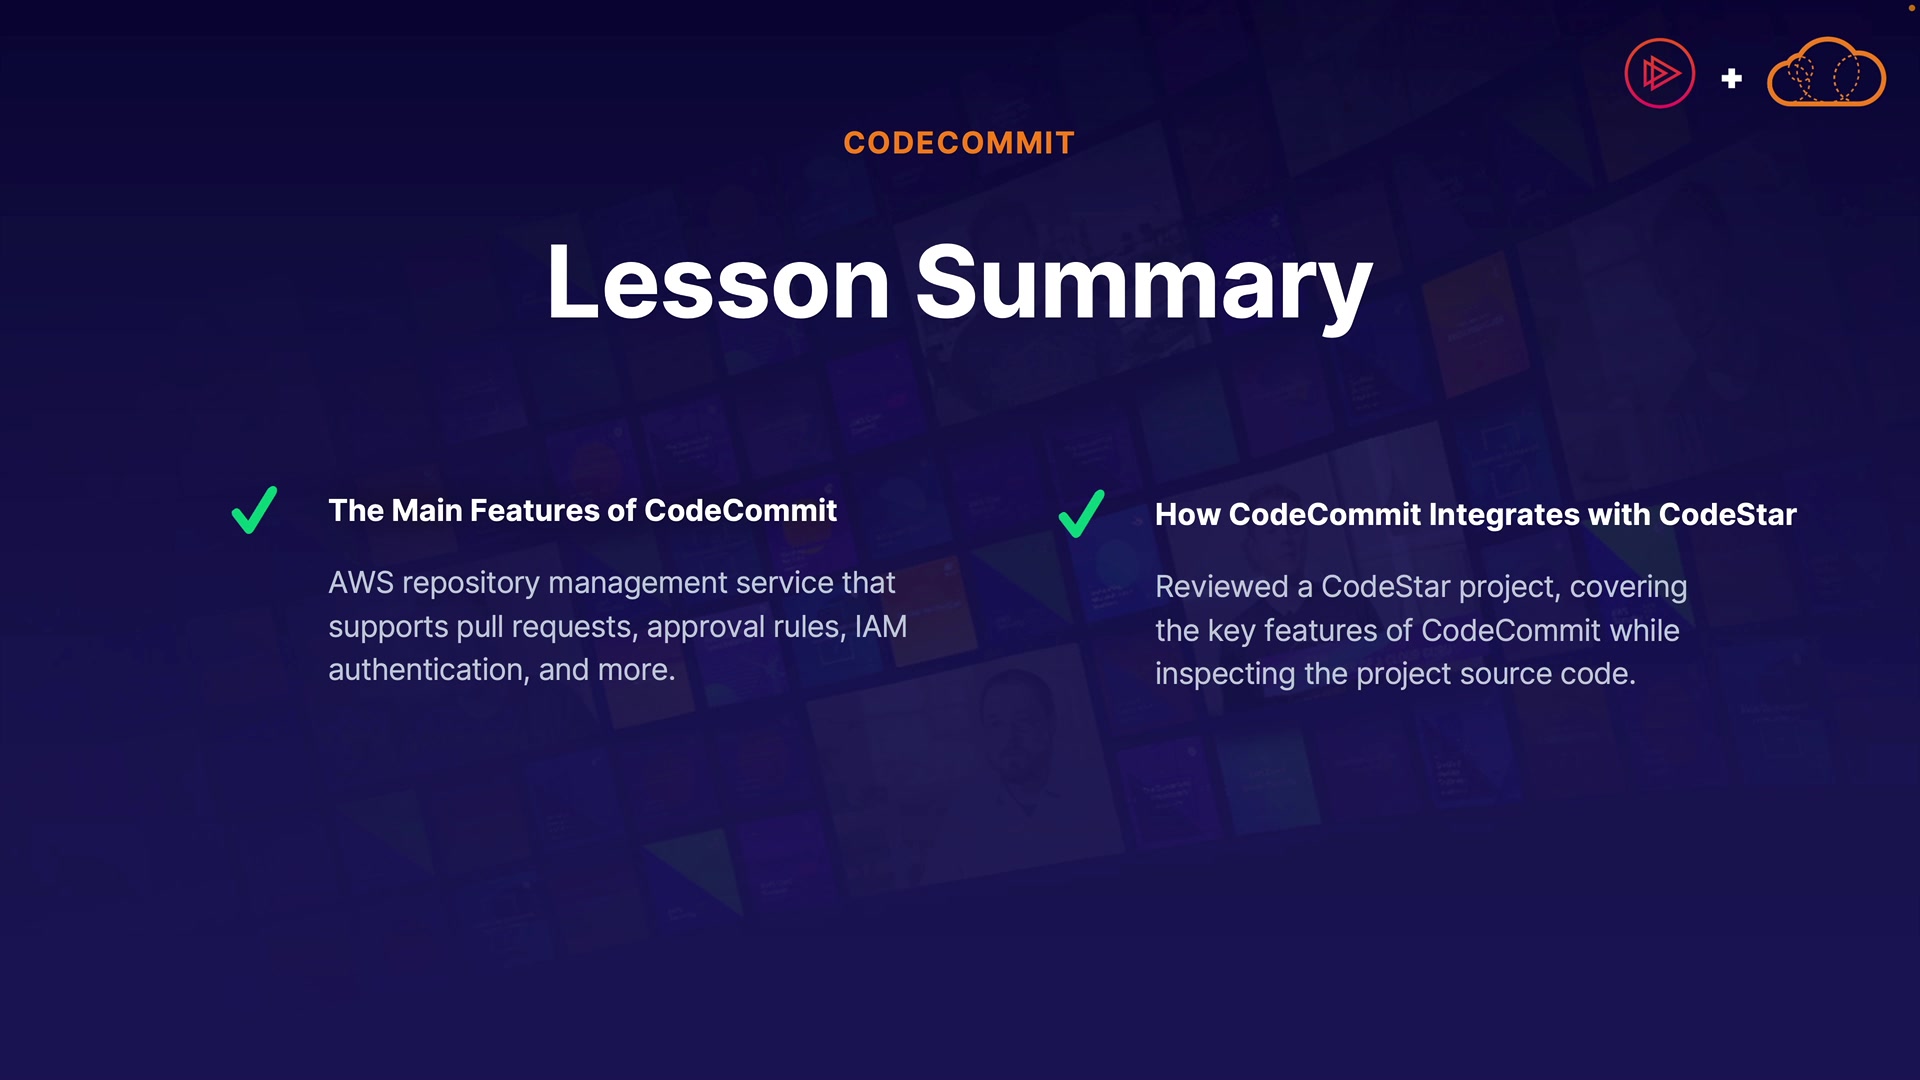 CODECOMMIT
Lesson Summary
The Main Features of CodeCommit
AWS repository management service that
supports pull requests, approval rules, IAM
authentication, and more.
How CodeCommit Integrates with CodeStar
Reviewed a CodeStar project, covering
the key features of CodeCommit while
inspecting the project source code.